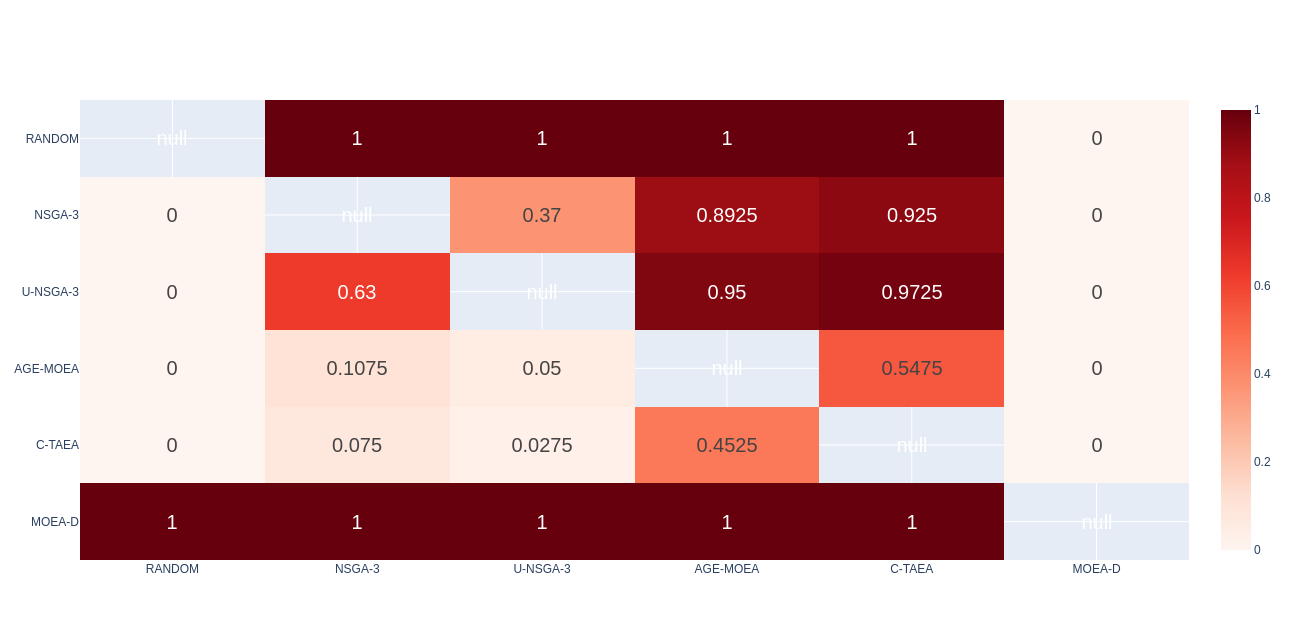 RANDOM null 1 1 1 1 0
NSGA-3 0 null 0.37 0.8925 0.925 0
U-NSGA-3 0 0.63 null 0.95 0.9725 0
AGE-MOEA 0 0.1075 0.05 null 0.5475 0
C-TAEA 0 0.075 0.0275 0.4525 null 0
MOEA-D 1 1 1 1 1 null
RANDOM NSGA-3 U-NSGA-3 AGE-MOEA C-TAEA MOEA-D
1
0.8
0.6
0.4
0.2
0